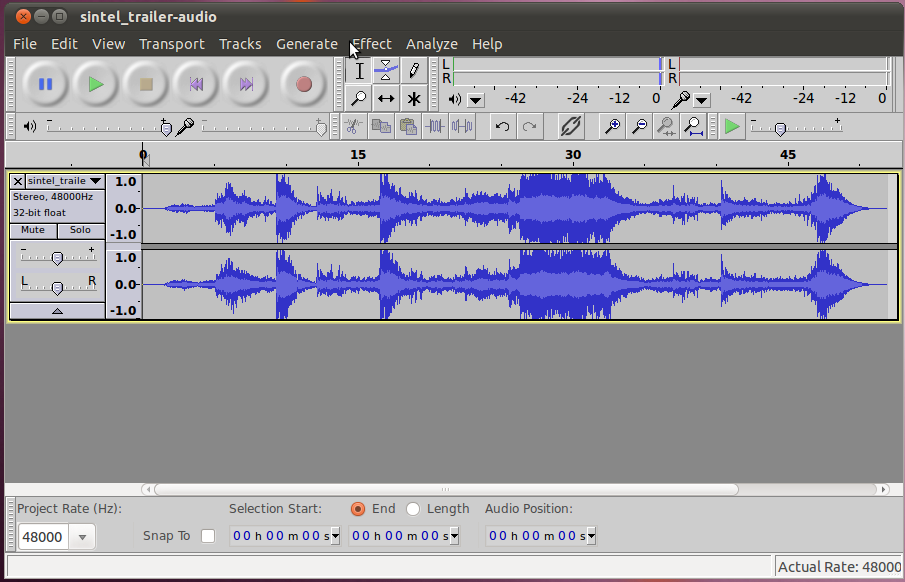 sintel_trailer-audio
File Edit View Transport Tracks Generate Effect Analyze Help
L
R
-42 -24 -12 0
L
R
-42 -24 -12 0
0 15 30 45
sintel_traile
Stereo, 48000Hz
32-bit float
Mute Solo
- +
L R
1.0
0.0-
-1.0
1.0
0.0-
-1.0
Project Rate (Hz):
48000
Snap To
Selection Start:
End Length
Audio Position:
00 h 00 m 00 s
00 h 00 m 00 s
00 h 00 m 00 s
Actual Rate: 48000